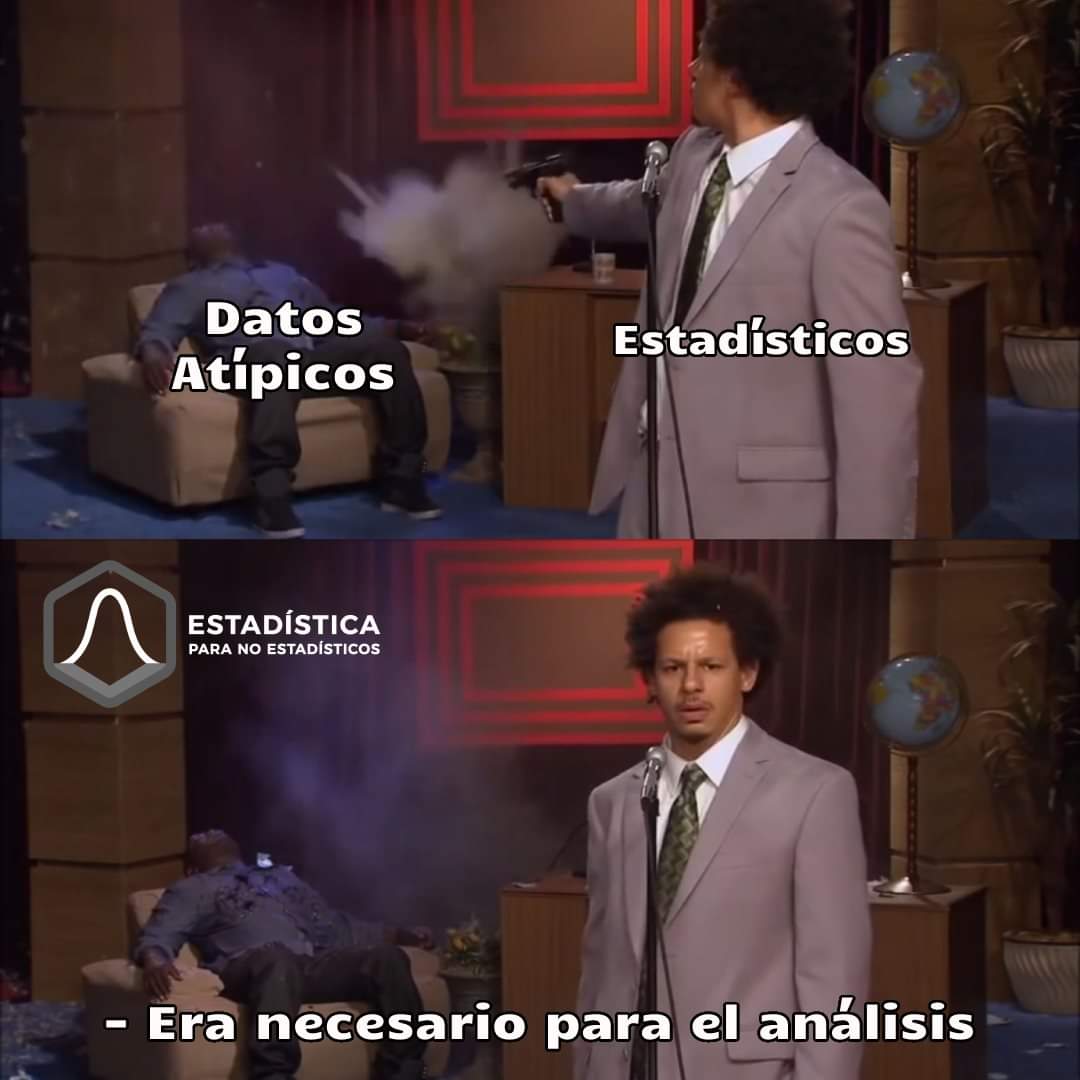 Datos
Atípicos
Estadísticos
ESTADÍSTICA
PARA NO ESTADÍSTICOS
- Era necesario para el análisis